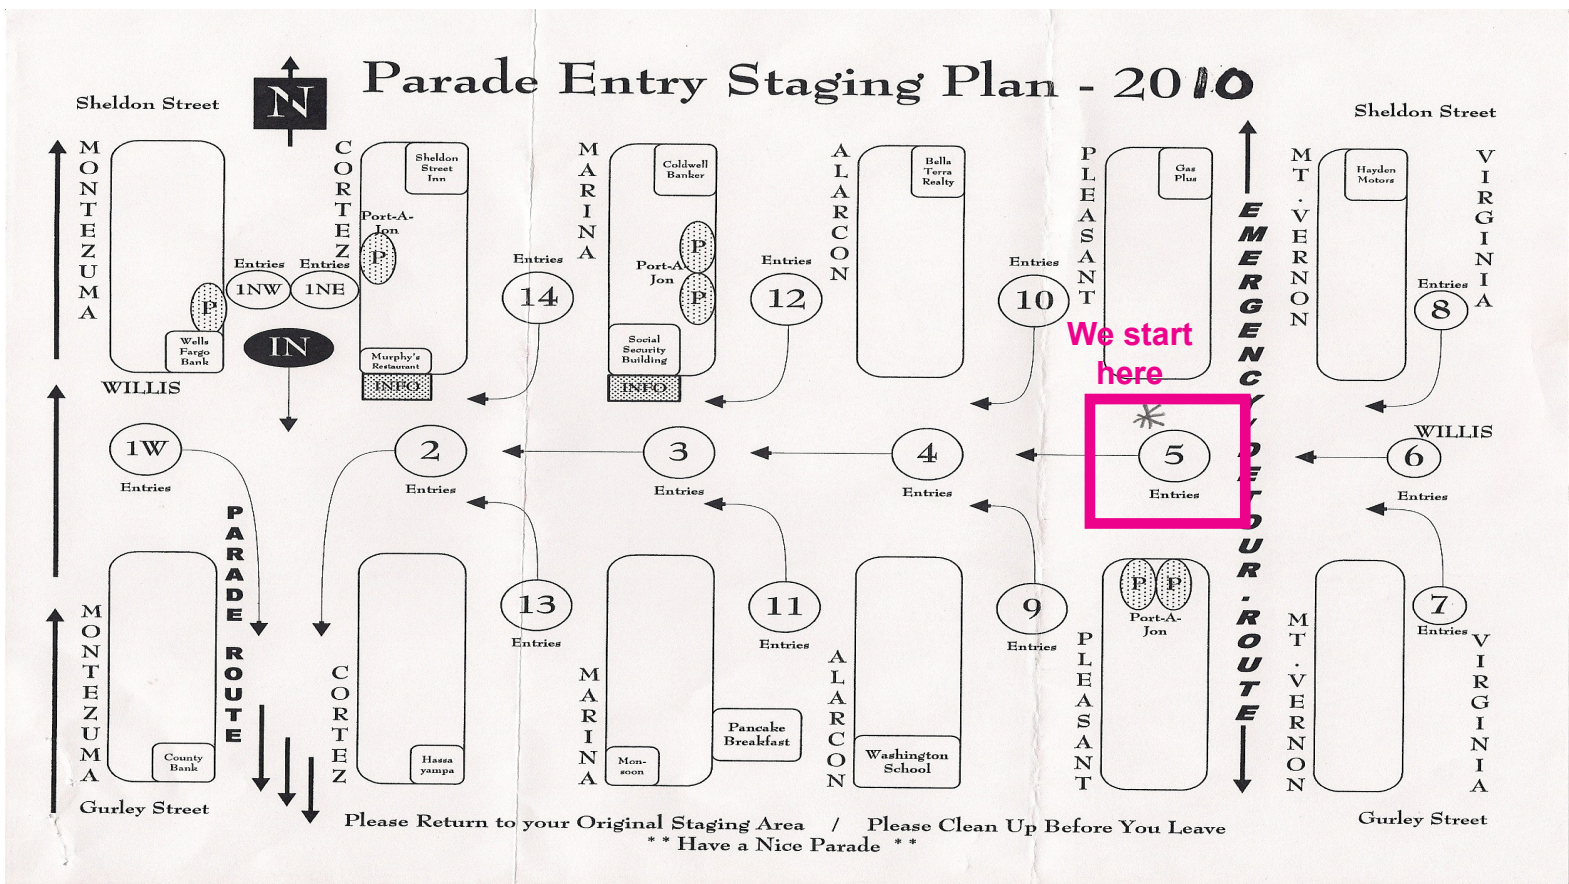 Parade Entry Staging Plan - 2010
N
Sheldon Street
Sheldon Street
MONTEZUMA
CORTEZ
MARINA
ALARCON
PLEASANT
MT. VERNON
VIRGINIA
Sheldon
Street
Inn
Coldwell
Banker
Bella
Terra
Realty
Gas
Plus
Hayden
Motors
Port-A-
Jon
P
Port-A-
Jon
P
P
P
Entries
1NW
Entries
1NE
Entries
14
Entries
12
Entries
10
Entries
8
IN
Wells
Fargo
Bank
Murphy's
Restaurant
INFO
Social
Security
Building
INFO
We start
here
EMERGENCY/DETOUR.ROUTE
WILLIS
WILLIS
1W
Entries
2
Entries
3
Entries
4
Entries
5
Entries
6
Entries
PARADE ROUTE
13
Entries
11
Entries
9
Entries
7
Entries
P
P
Port-A-
Jon
MONTEZUMA
CORTEZ
MARINA
ALARCON
PLEASANT
MT. VERNON
VIRGINIA
County
Bank
Hassa
yampa
Mon-
soon
Pancake
Breakfast
Washington
School
Gurley Street
Gurley Street
Please Return to your Original Staging Area / Please Clean Up Before You Leave
** Have a Nice Parade **